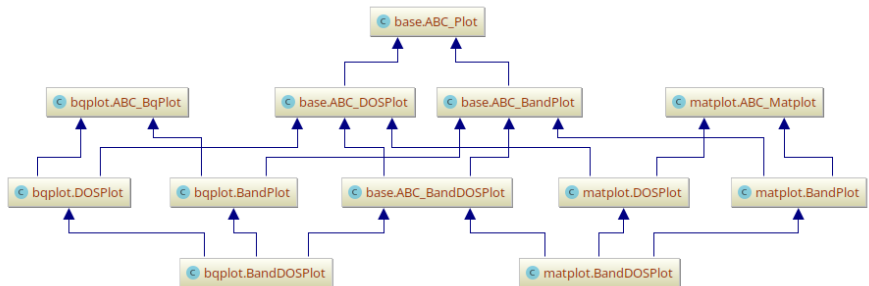 C base.ABC_Plot
C bqplot.ABC_BqPlot C base.ABC_DOSPlot C base.ABC_BandPlot C matplot.ABC_Matplot
C bqplot.DOSPlot C bqplot.BandPlot C base.ABC_BandDOSPlot C matplot.DOSPlot C matplot.BandPlot
C bqplot.BandDOSPlot C matplot.BandDOSPlot